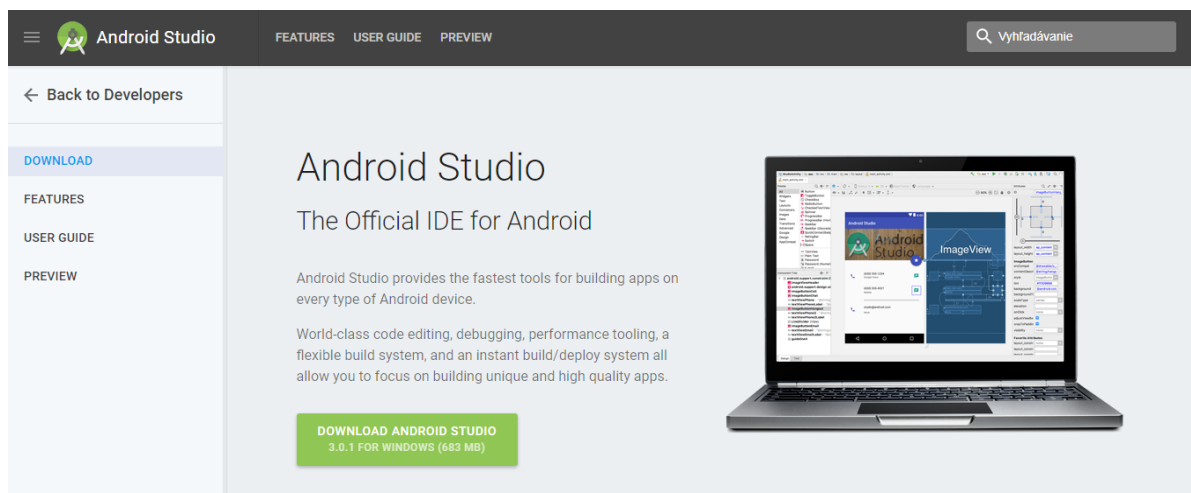 Android Studio
FEATURES USER GUIDE PREVIEW
Vyhľadávanie
Back to Developers
DOWNLOAD
FEATURES
USER GUIDE
PREVIEW
Android Studio
The Official IDE for Android
Android Studio provides the fastest tools for building apps on
every type of Android device.
World-class code editing, debugging, performance tooling, a
flexible build system, and an instant build/deploy system all
allow you to focus on building unique and high quality apps.
DOWNLOAD ANDROID STUDIO
3.0.1 FOR WINDOWS (683 MB)
Android Studio
Android
Studio
ImageView